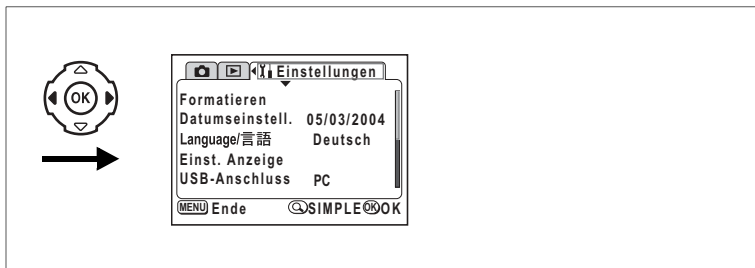 OK
Einstellungen
Formatieren
Datumseinstell. 05/03/2004
Language/言語 Deutsch
Einst. Anzeige
USB-Anschluss PC
MENU Ende SIMPLE OK OK